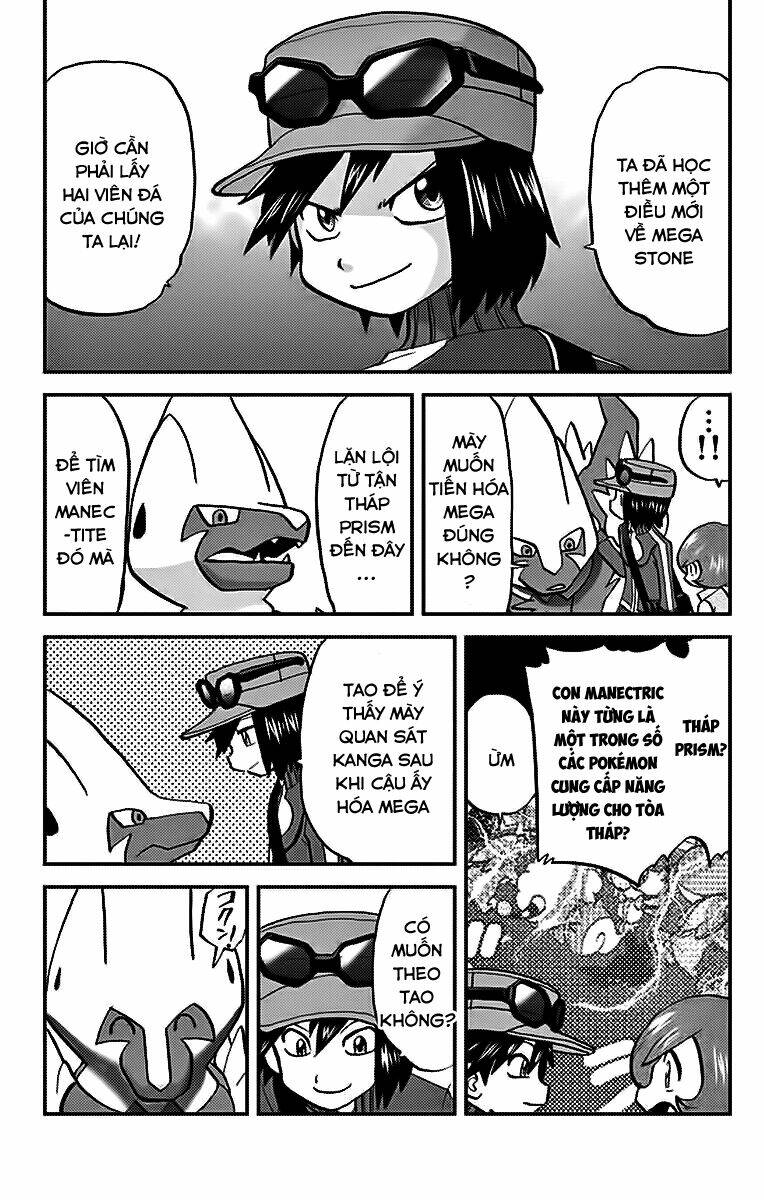 TA ĐÃ HỌC
THÊM MỘT
ĐIỀU MỚI
VỀ MEGA
STONE
GIỜ CẦN
PHẢI LẤY
HAI VIÊN ĐÁ
CỦA CHÚNG
TA LẠI!
...!!
MÀY
MUỐN
TIẾN HÓA
MEGA
ĐÚNG
KHÔNG
?
LẶN LỘI
TỪ TẬN
THÁP
PRISM
ĐẾN ĐÂY
...
ĐỂ TÌM
VIÊN
MANEC
-TITE
ĐÓ MÀ
THÁP
PRISM?
CON MANECTRIC
NÀY TỪNG LÀ
MỘT TRONG SỐ
CÁC POKÉMON
CUNG CẤP NĂNG
LƯỢNG CHO TÒA
THÁP?
ỪM
TAO ĐỂ Ý
THẤY MÀY
QUAN SÁT
KANGA SAU
KHI CẬU ẤY
HÓA MEGA
CÓ
MUỐN
THEO
TAO
KHÔNG?
コクッ